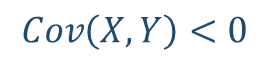 Cov(X, Y) < 0